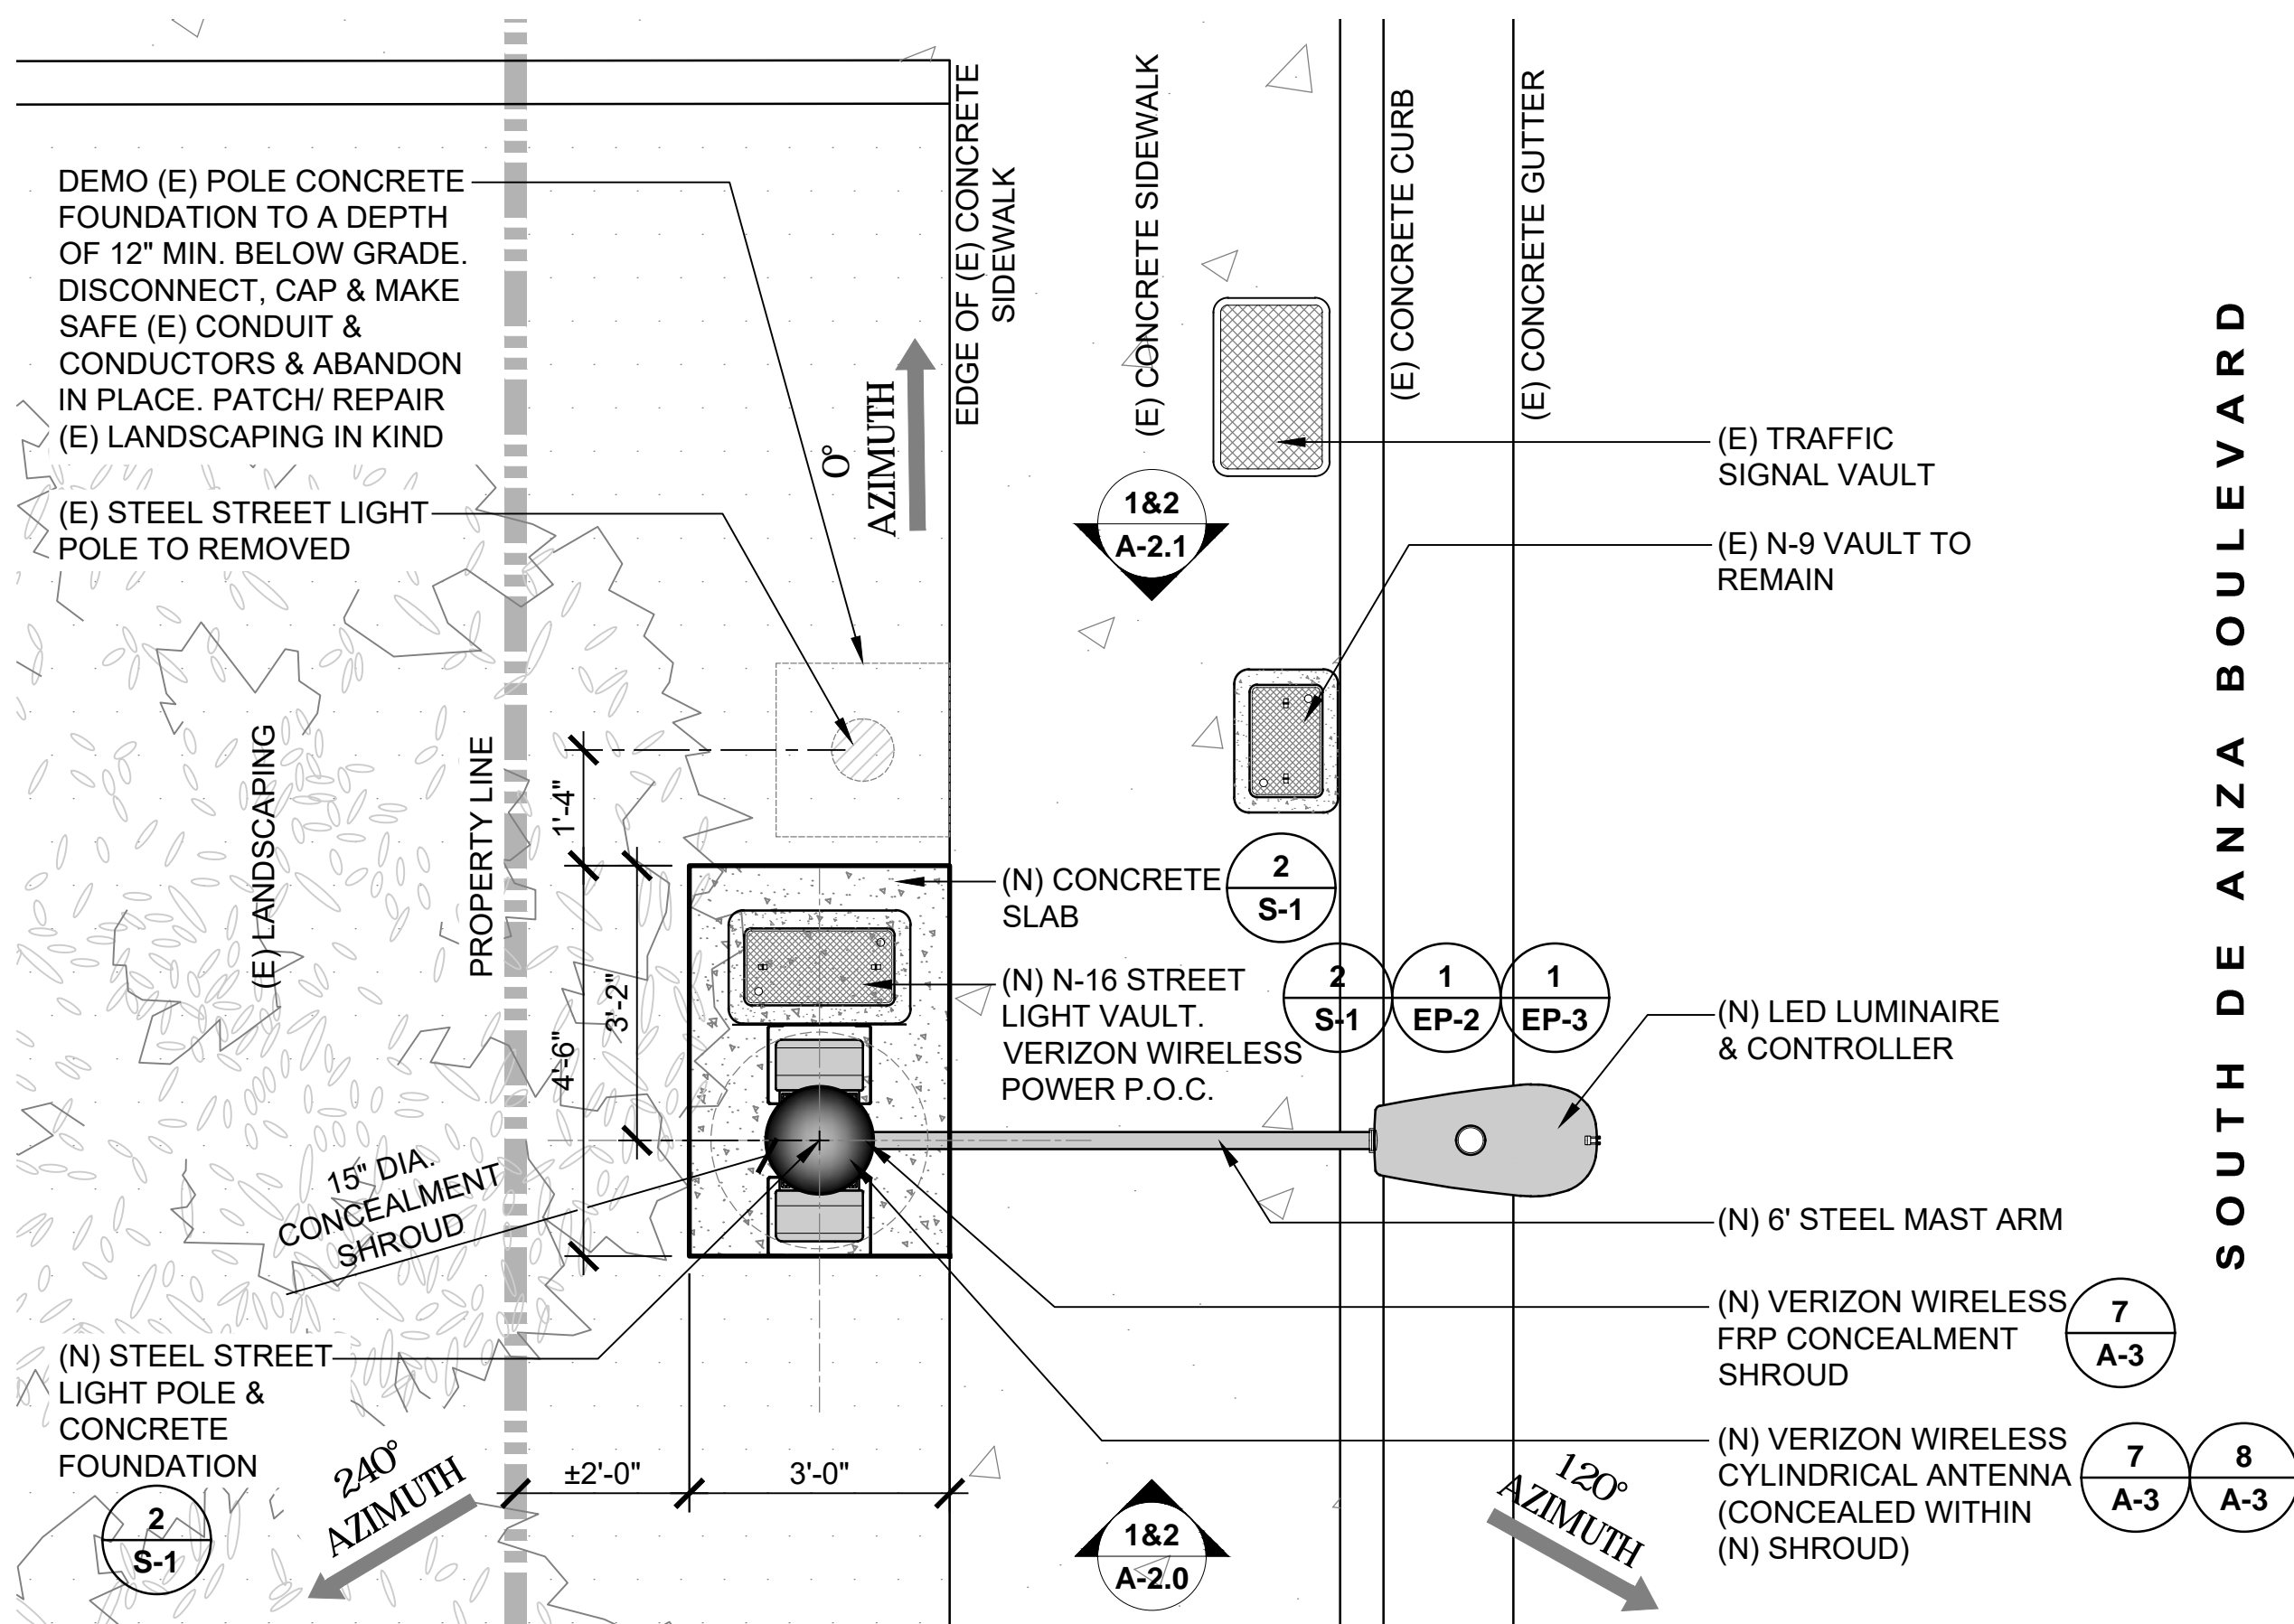 DEMO (E) POLE CONCRETE
FOUNDATION TO A DEPTH
OF 12" MIN. BELOW GRADE.
DISCONNECT, CAP & MAKE
SAFE (E) CONDUIT &
CONDUCTORS & ABANDON
IN PLACE. PATCH/ REPAIR
(E) LANDSCAPING IN KIND
(E) STEEL STREET LIGHT
POLE TO REMOVED
0°
AZIMUTH
EDGE OF (E) CONCRETE
SIDEWALK
(E) CONCRETE SIDEWALK
(E) CONCRETE CURB
(E) CONCRETE GUTTER
1&2
A-2.1
(E) TRAFFIC
SIGNAL VAULT
(E) N-9 VAULT TO
REMAIN
SOUTH DE ANZA BOULEVARD
(E) LANDSCAPING
PROPERTY LINE
1'-4"
3'-2"
4'-6"
(N) CONCRETE
SLAB
2
S-1
(N) N-16 STREET
LIGHT VAULT.
VERIZON WIRELESS
POWER P.O.C.
2
S-1
1
EP-2
1
EP-3
(N) LED LUMINAIRE
& CONTROLLER
(N) 6' STEEL MAST ARM
15" DIA.
CONCEALMENT
SHROUD
(N) VERIZON WIRELESS
FRP CONCEALMENT
SHROUD
7
A-3
(N) STEEL STREET
LIGHT POLE &
CONCRETE
FOUNDATION
2
S-1
240°
AZIMUTH
±2'-0"
3'-0"
1&2
A-2.0
120°
AZIMUTH
(N) VERIZON WIRELESS
CYLINDRICAL ANTENNA
(CONCEALED WITHIN
(N) SHROUD)
7
A-3
8
A-3